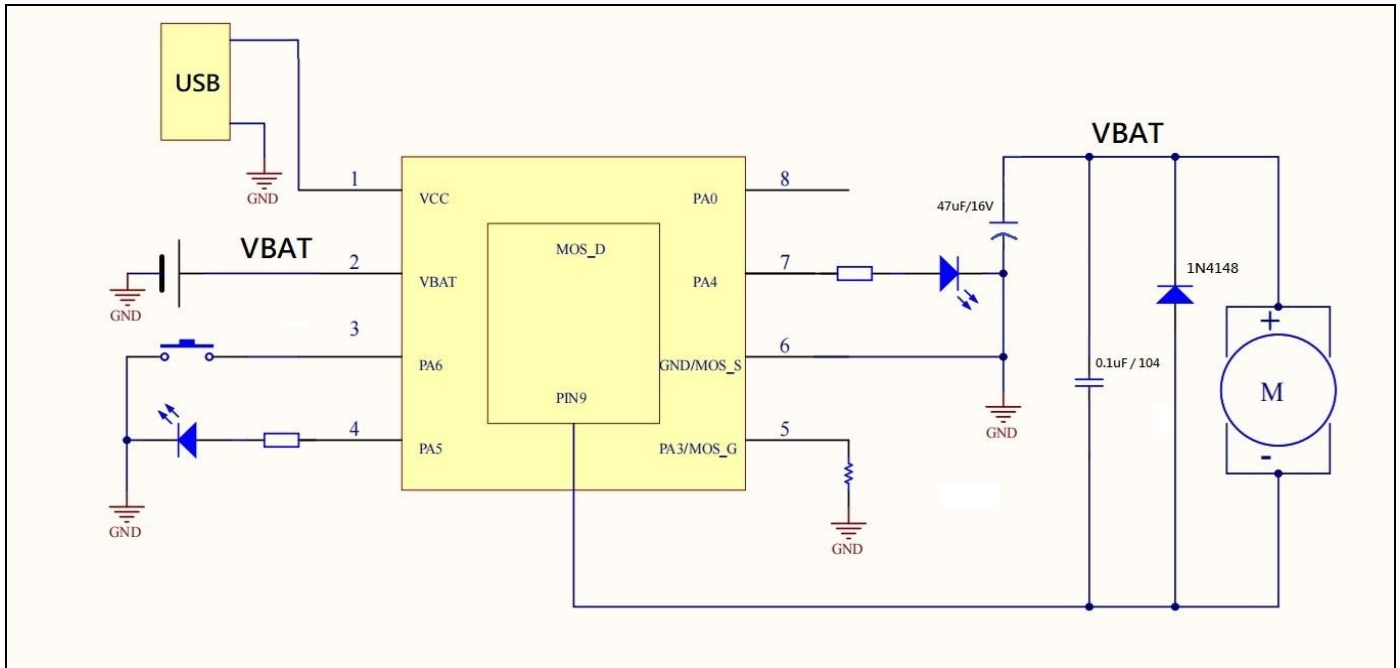 USB
GND
VBAT
GND
1
2
3
4
VCC
VBAT
PA6
PA5
GND
MOS_D
PIN9
PA0
PA4
GND/MOS_S
PA3/MOS_G
8
7
6
5
GND
47uF/16V
GND
VBAT
0.1uF / 104
1N4148
+
M
-